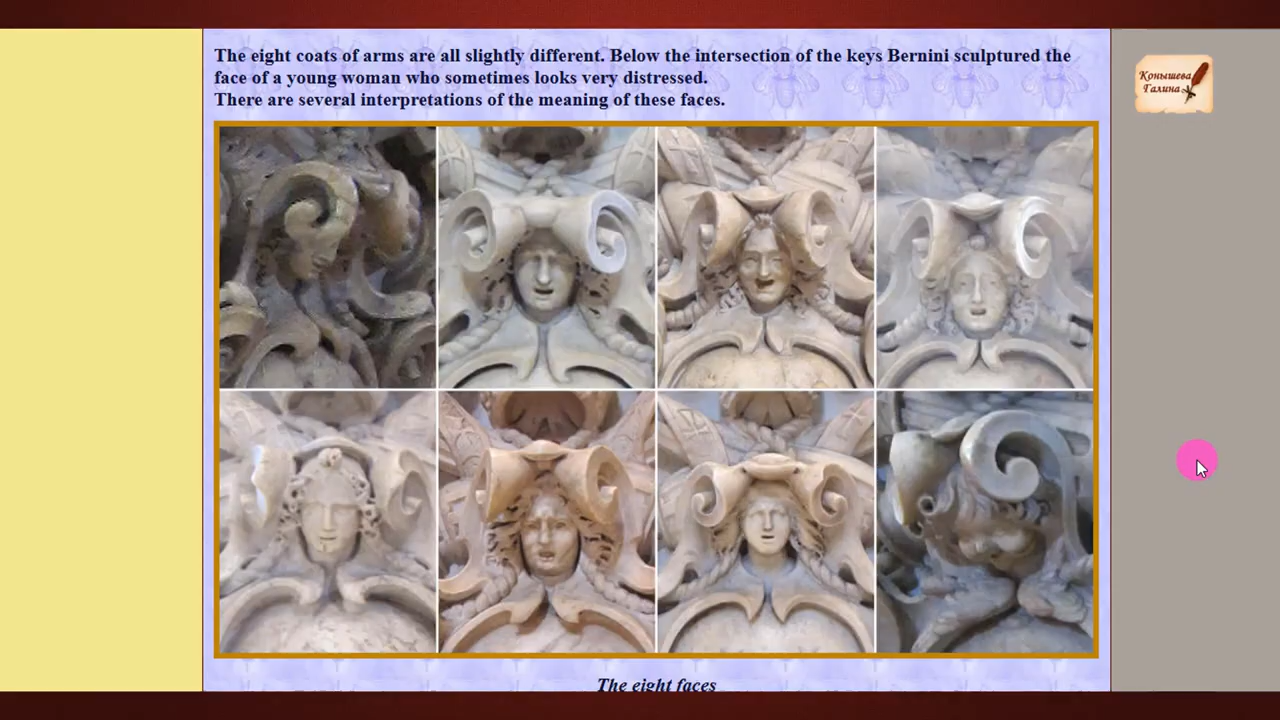 The eight coats of arms are all slightly different. Below the intersection of the keys Bernini sculptured the
face of a young woman who sometimes looks very distressed.
There are several interpretations of the meaning of these faces.
Конышева
Галина
The eight faces